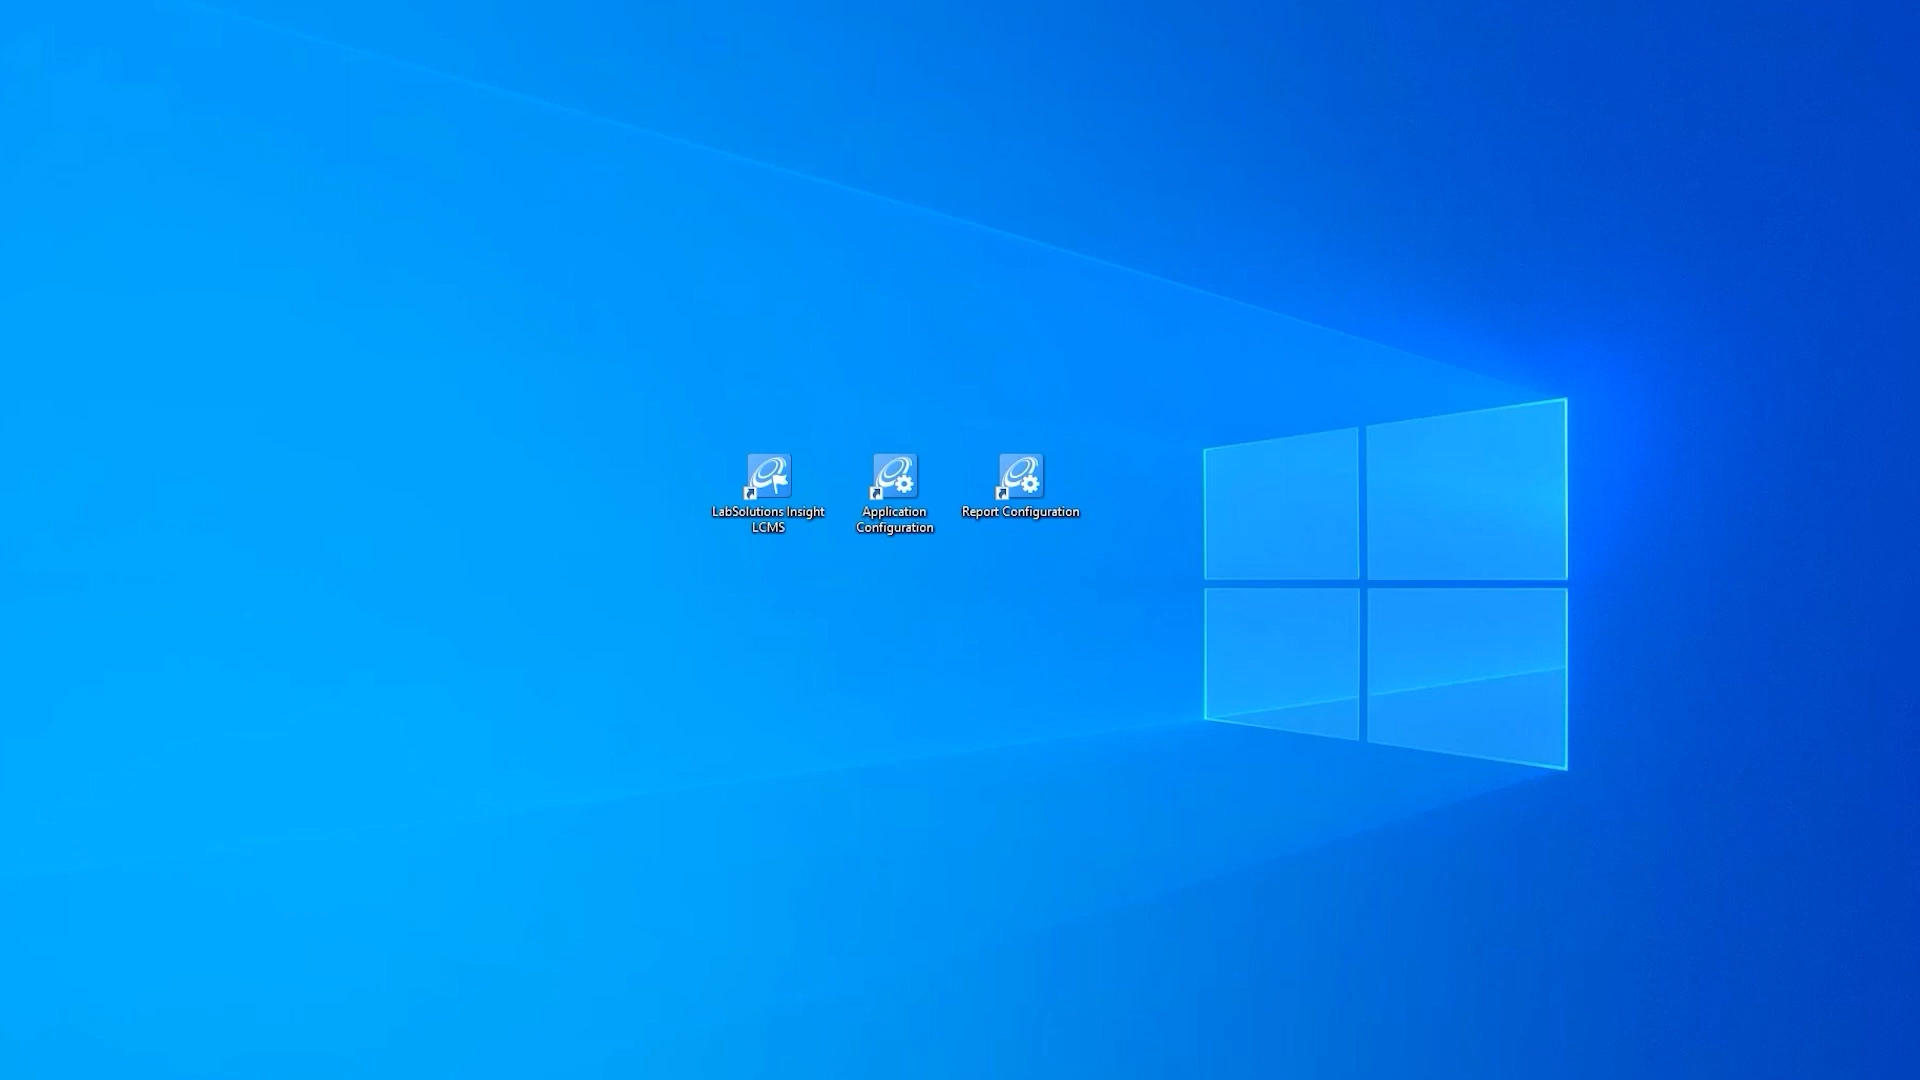 LabSolutions Insight
LCMS
Application
Configuration
Report Configuration